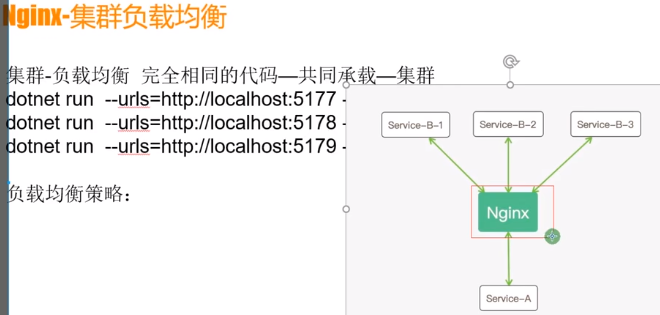 Nginx-集群负载均衡
集群-负载均衡 完全相同的代码—共同承载—集群
dotnet run --urls=http://localhost:5177 -
dotnet run --urls=http://localhost:5178 -
dotnet run --urls=http://localhost:5179 -
负载均衡策略：
Service-B-1
Service-B-2
Service-B-3
Nginx
Service-A